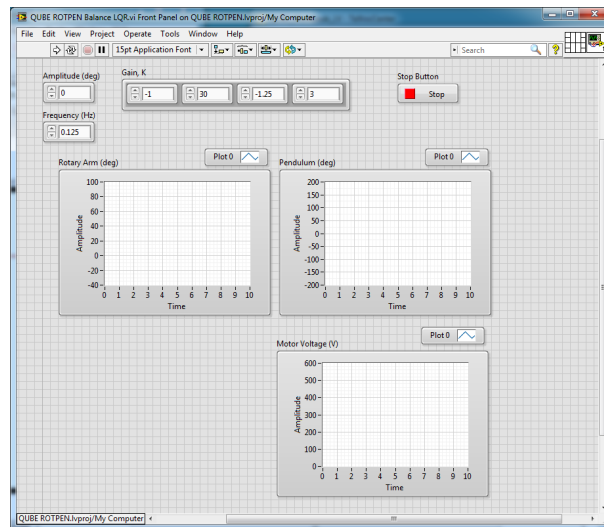 QUBE ROTPEN Balance LQR.vi Front Panel on QUBE ROTPEN.lvproj/My Computer *
File Edit View Project Operate Tools Window Help
15pt Application Font Search ?
Amplitude (deg) Gain, K Stop Button
0 -1 30 -1.25 3 Stop
Frequency (Hz)
0.125
Rotary Arm (deg) Plot 0 Pendulum (deg) Plot 0
100 200
80 150
60 100
40 50
20 0
0 -50
-20 -100
-40 -150
-200
Amplitude Amplitude
0 1 2 3 4 5 6 7 8 9 10 0 1 2 3 4 5 6 7 8 9 10
Time Time
Motor Voltage (V) Plot 0
600
500
400
300
200
100
0
Amplitude
0 1 2 3 4 5 6 7 8 9 10
Time
QUBE ROTPEN.lvproj/My Computer